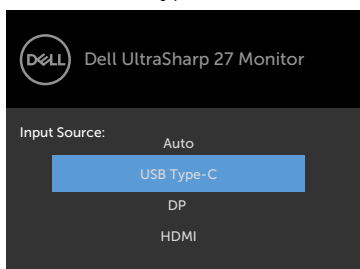 DELL
Dell UltraSharp 27 Monitor
Input Source:
Auto
USB Type-C
DP
HDMI